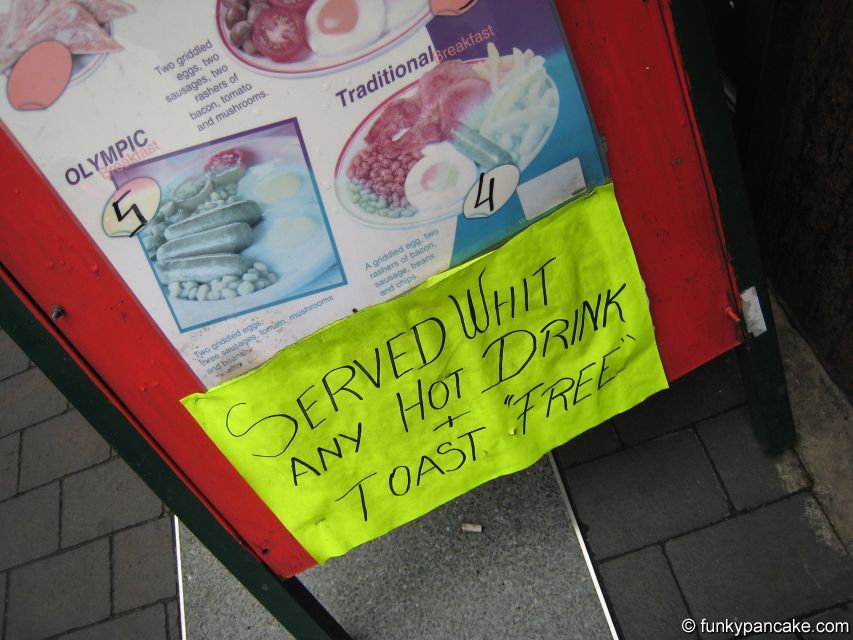 Two griddled
eggs, two
sausages, two
rashers of
bacon, tomato
and mushrooms.
Traditional
Breakfast
OLYMPIC
Breakfast
5
4
A griddled egg, two
rashers of bacon,
sausage, beans
and chips.
Two griddled eggs,
three sausages, tomato, mushrooms
and beans.
SERVED WHIT
ANY HOT DRINK
+
TOAST. "FREE"
© funkypancake.com